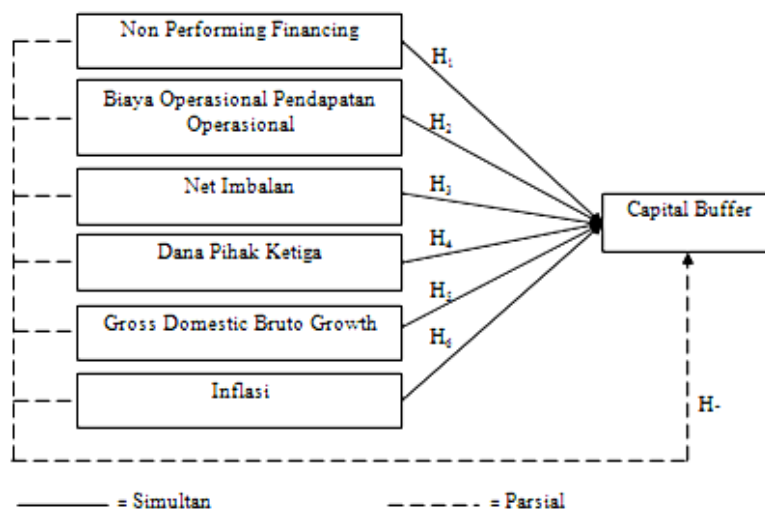 Non Performing Financing
H₁
Biaya Operasional Pendapatan
Operasional
H₂
Net Imbalan
H₃
Capital Buffer
Dana Pihak Ketiga
H₄
H₅
Gross Domestic Bruto Growth
H₆
Inflasi
H-
= Simultan
= Parsial